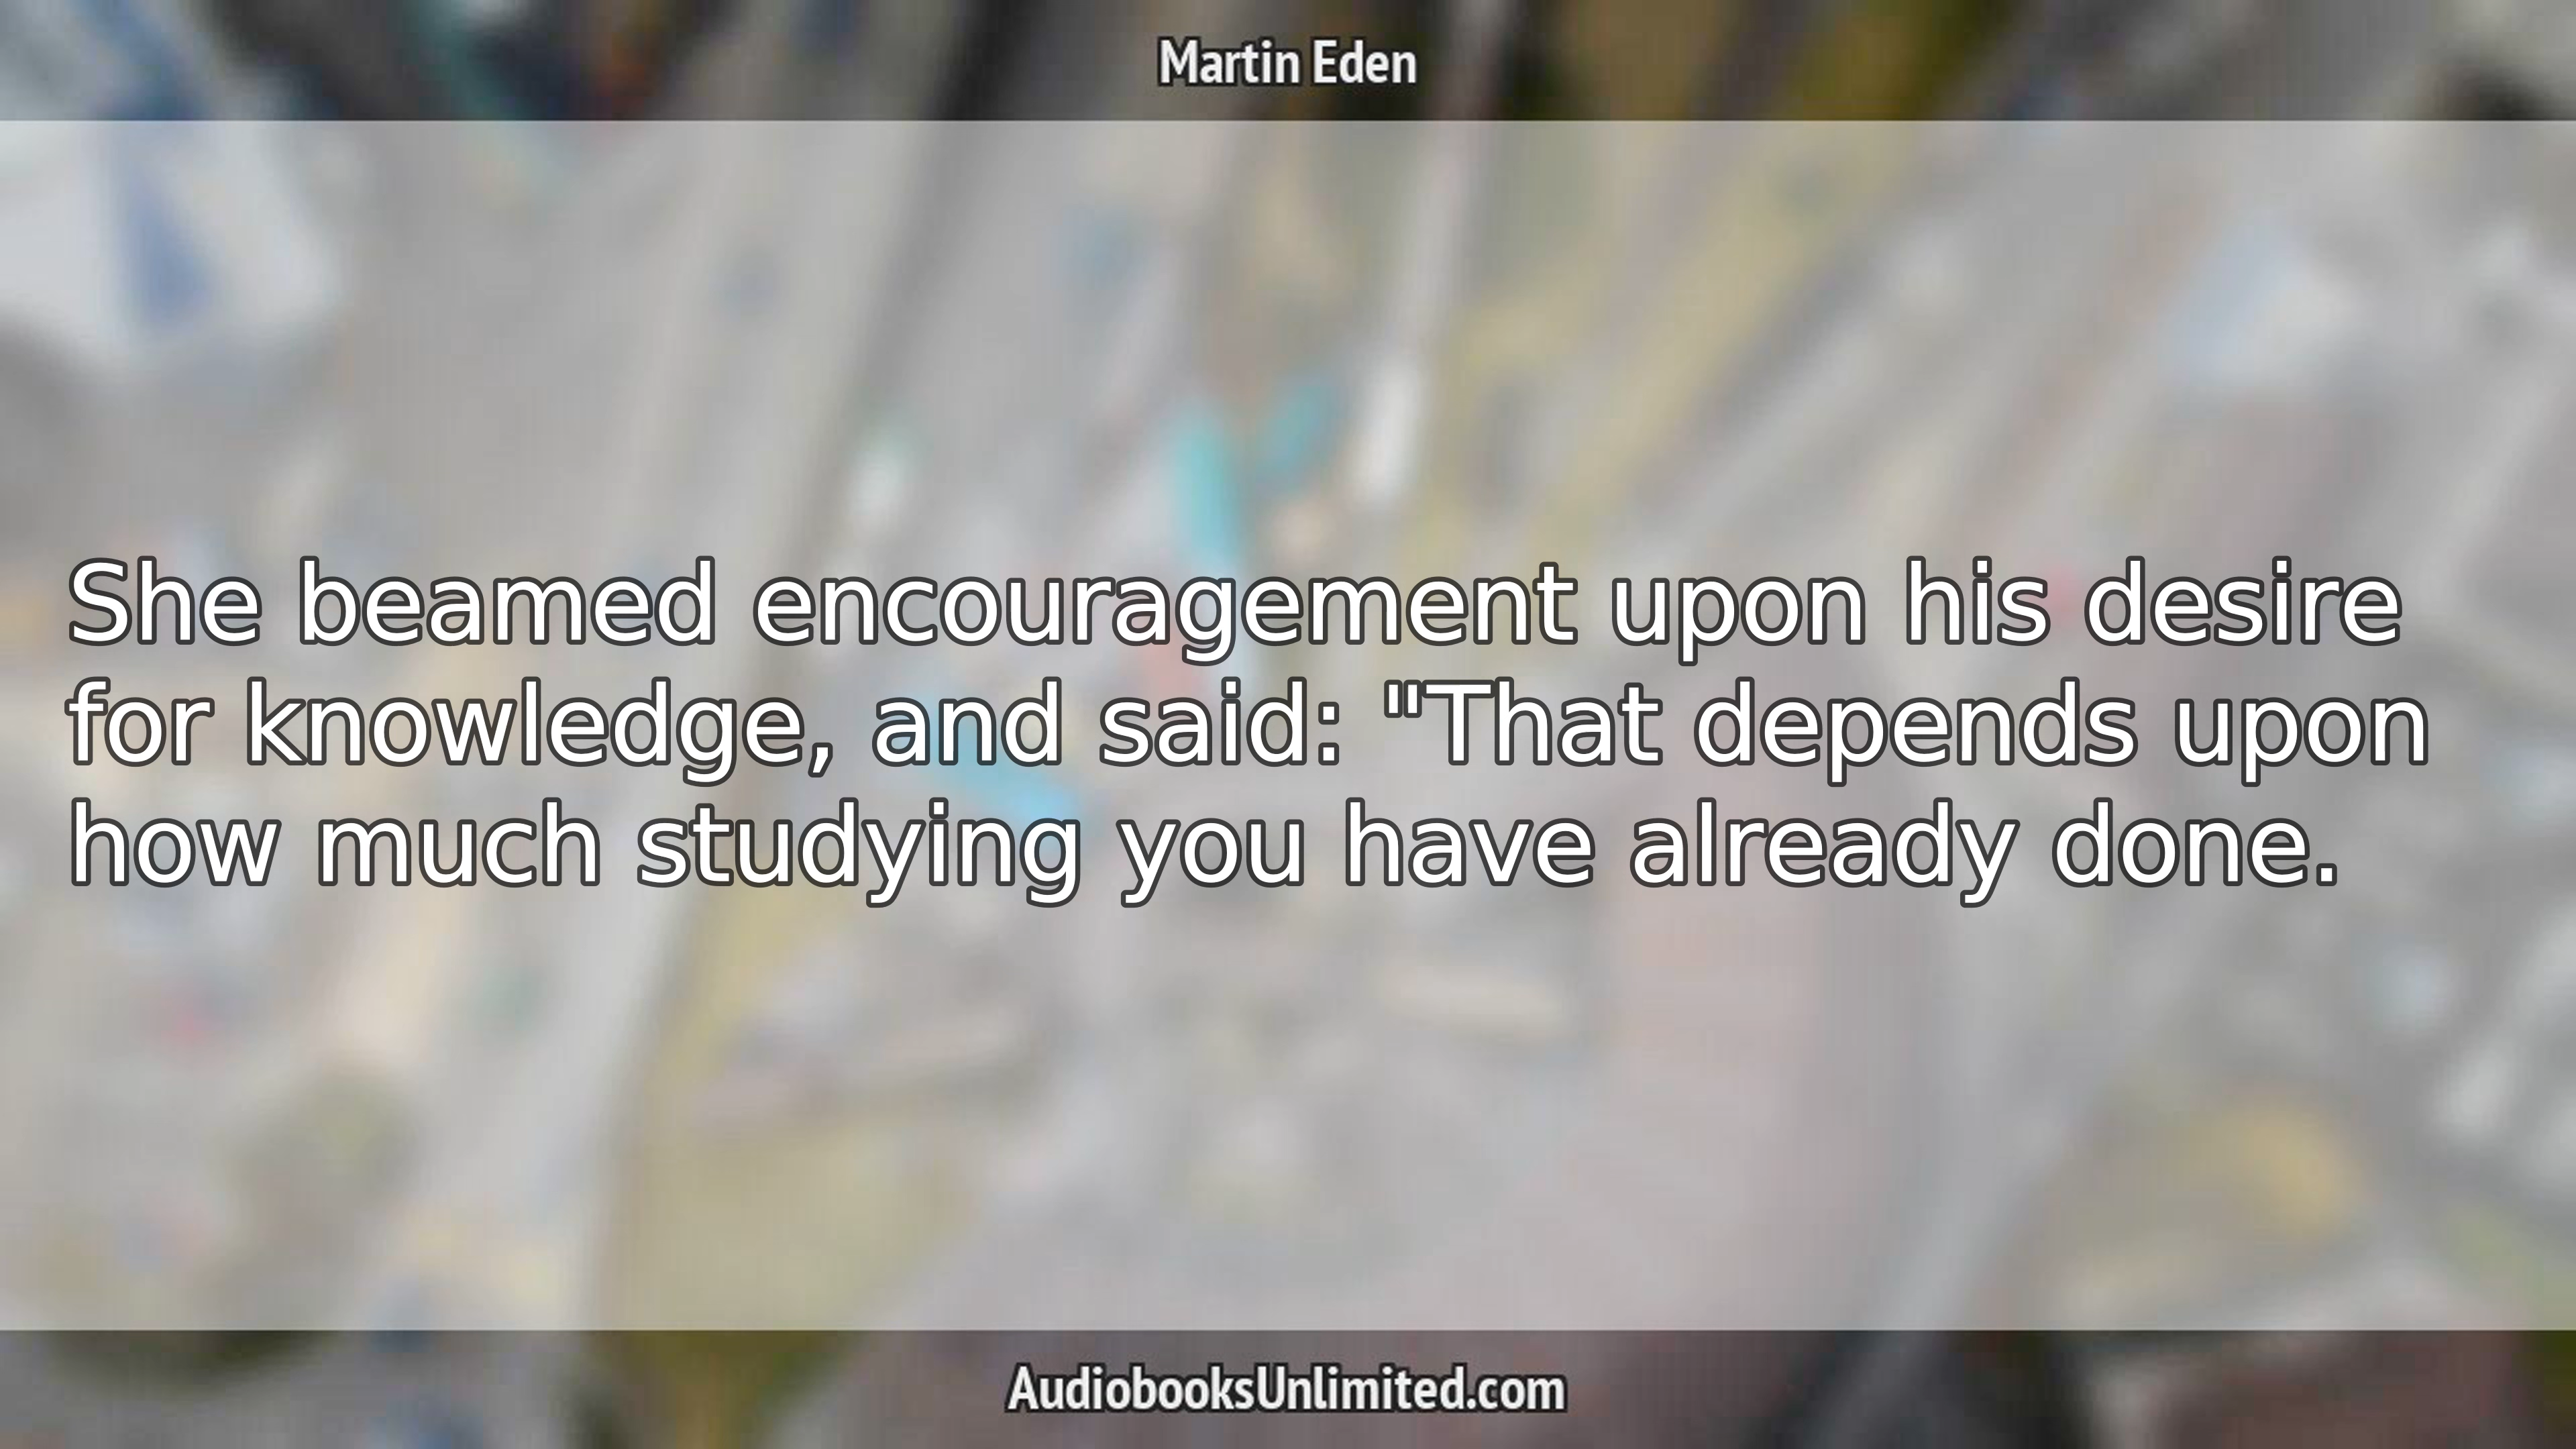 Martin Eden
She beamed encouragement upon his desire
for knowledge, and said: "That depends upon
how much studying you have already done.
AudiobooksUnlimited.com